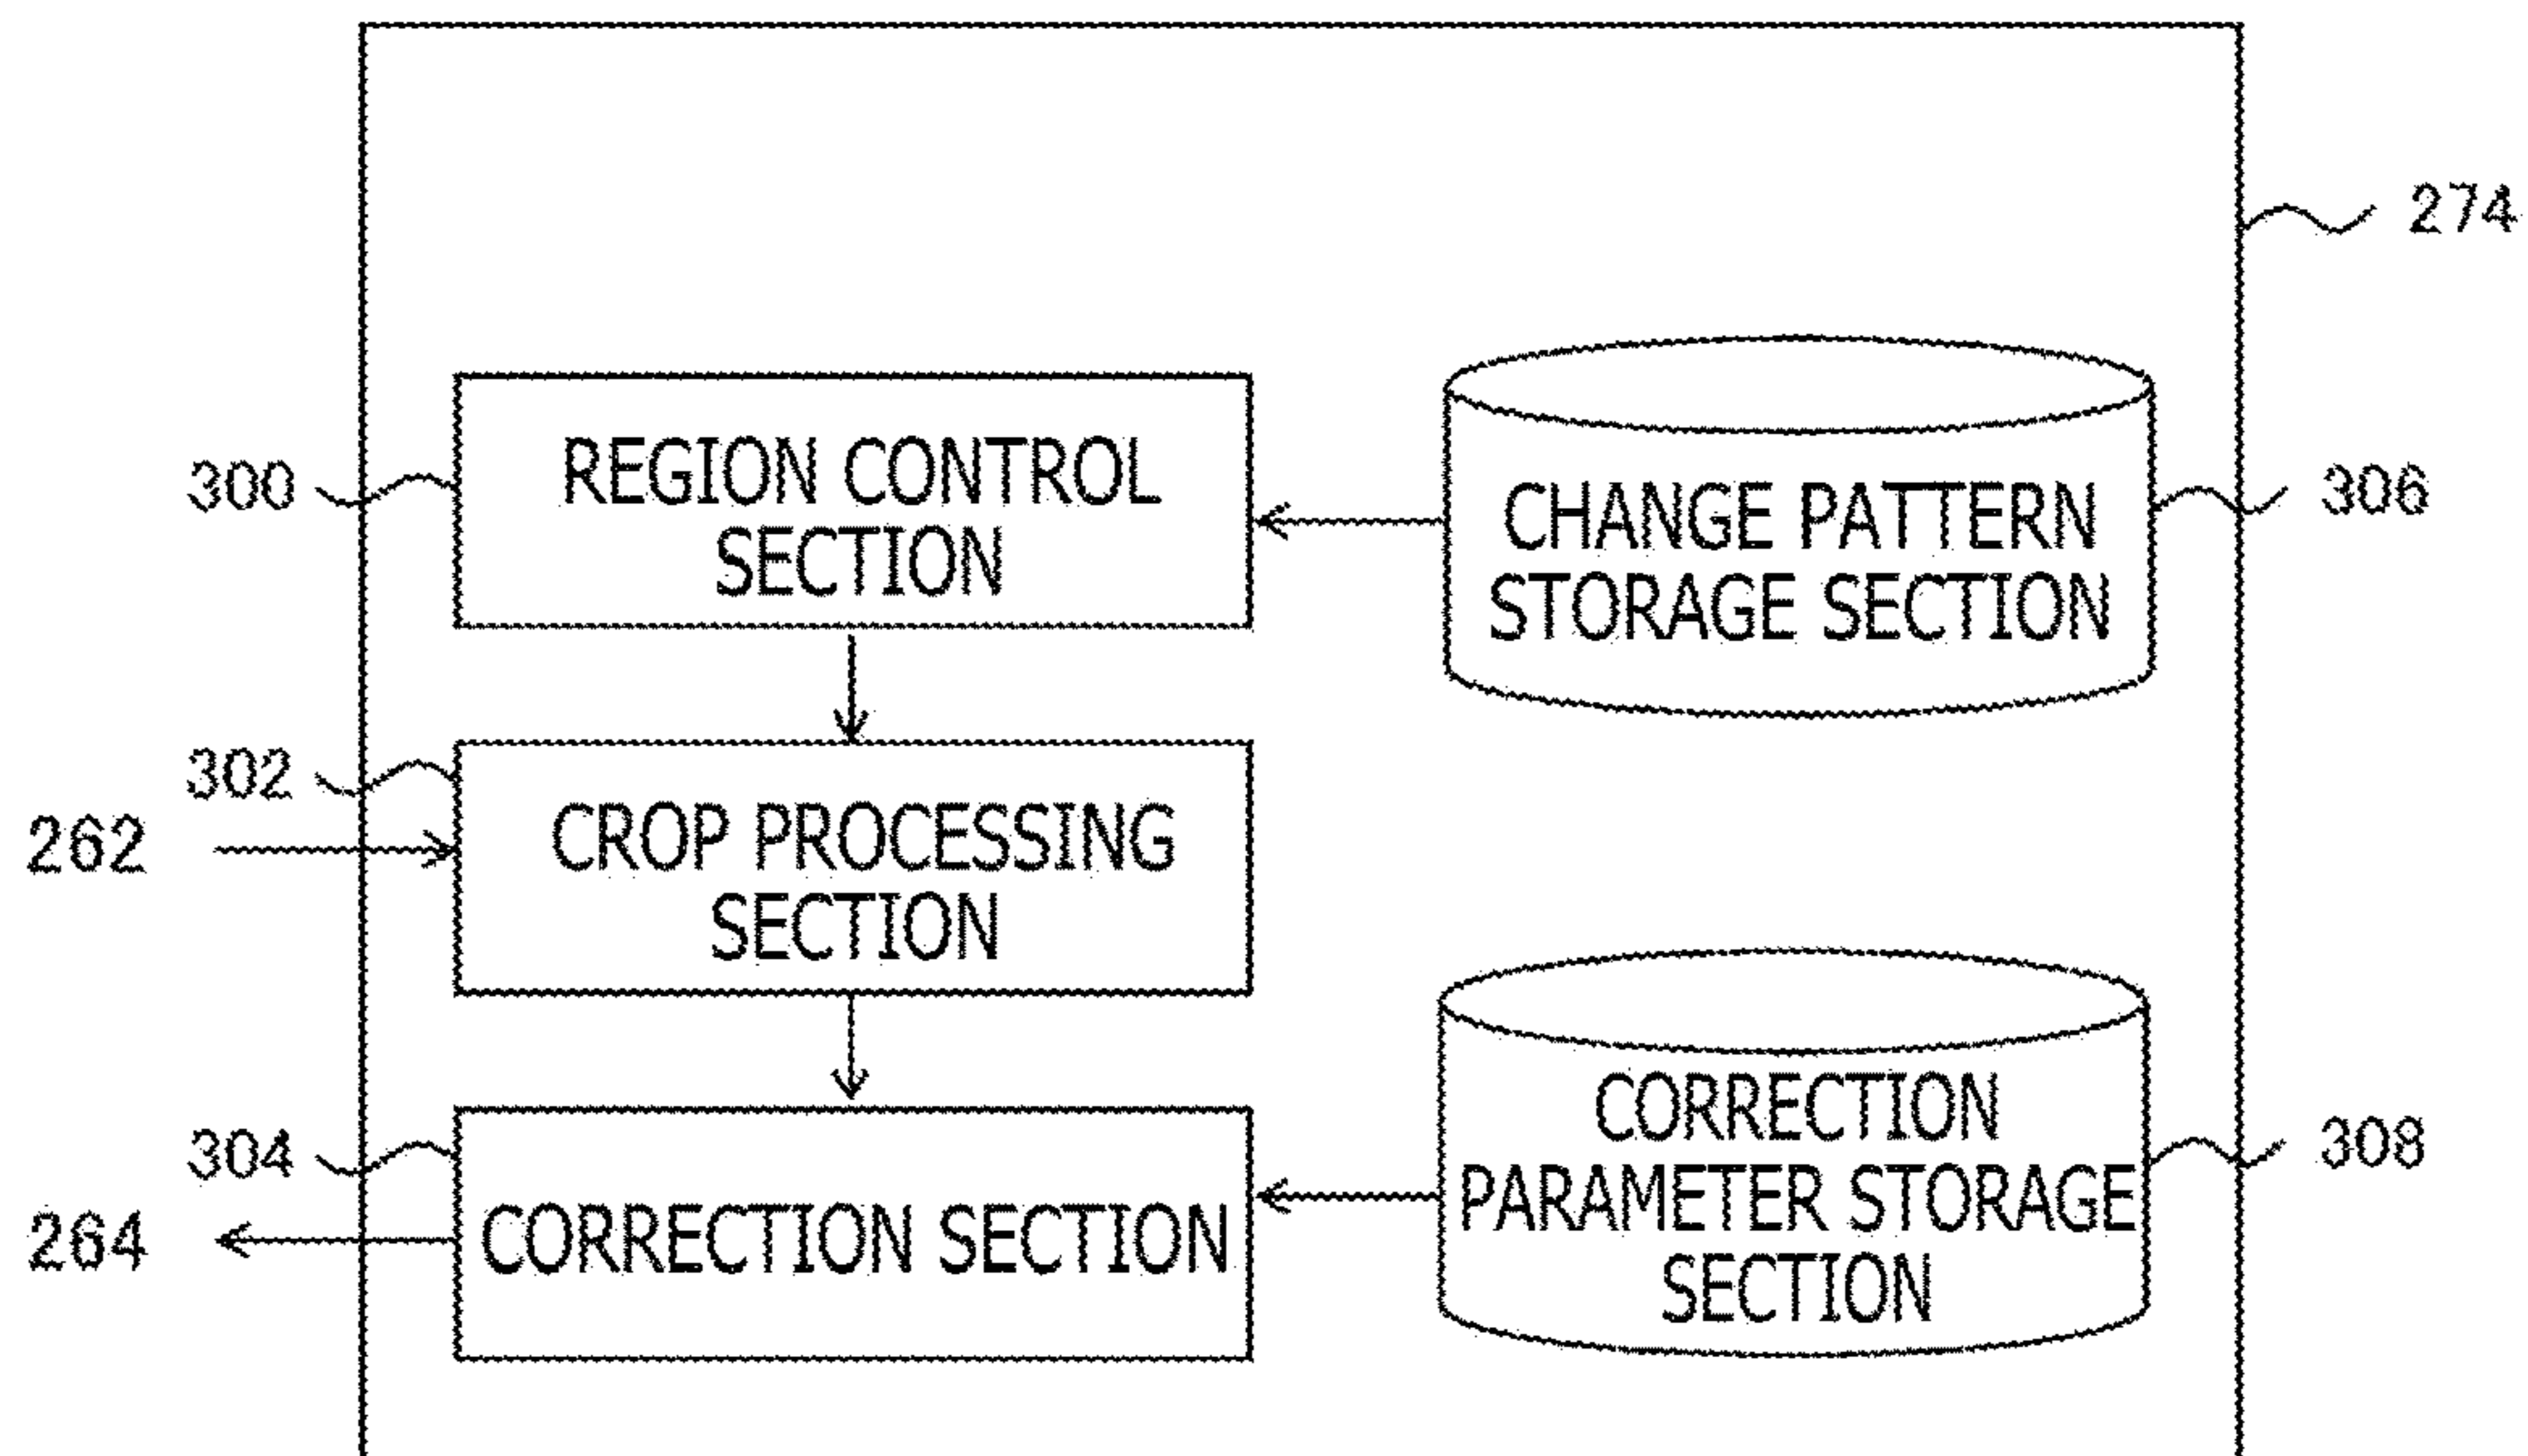 274
300
REGION CONTROL
SECTION
CHANGE PATTERN
STORAGE SECTION
306
302
262
CROP PROCESSING
SECTION
304
264
CORRECTION SECTION
CORRECTION
PARAMETER STORAGE
SECTION
308